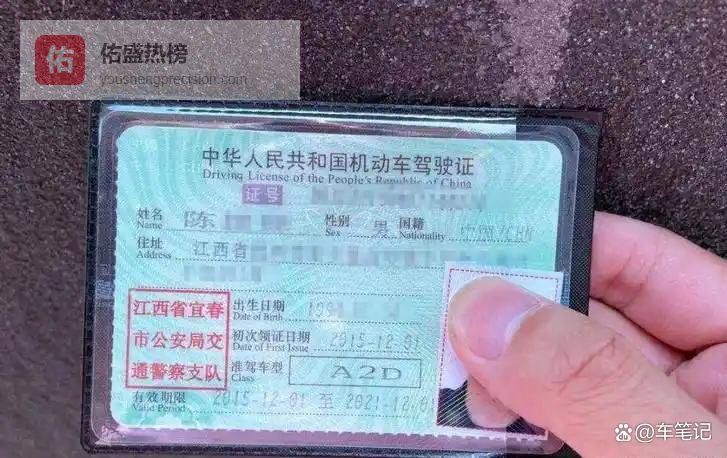 佑
佑盛热榜
youshengprecision.com
中华人民共和国机动车驾驶证
Driving License of the People's Republic of China
证号
姓名 陈 性别 男 国籍
Name Sex Nationality /CHN
住址 江西省
Address
江西省宜春
市公安局交
通警察支队
出生日期 199
Date of Birth
初次领证日期 2015-12-01
Date of First Issue
准驾车型 A2D
Class
有效期限 2015-12-01 至 2021-12-01
Valid Period
@车笔记